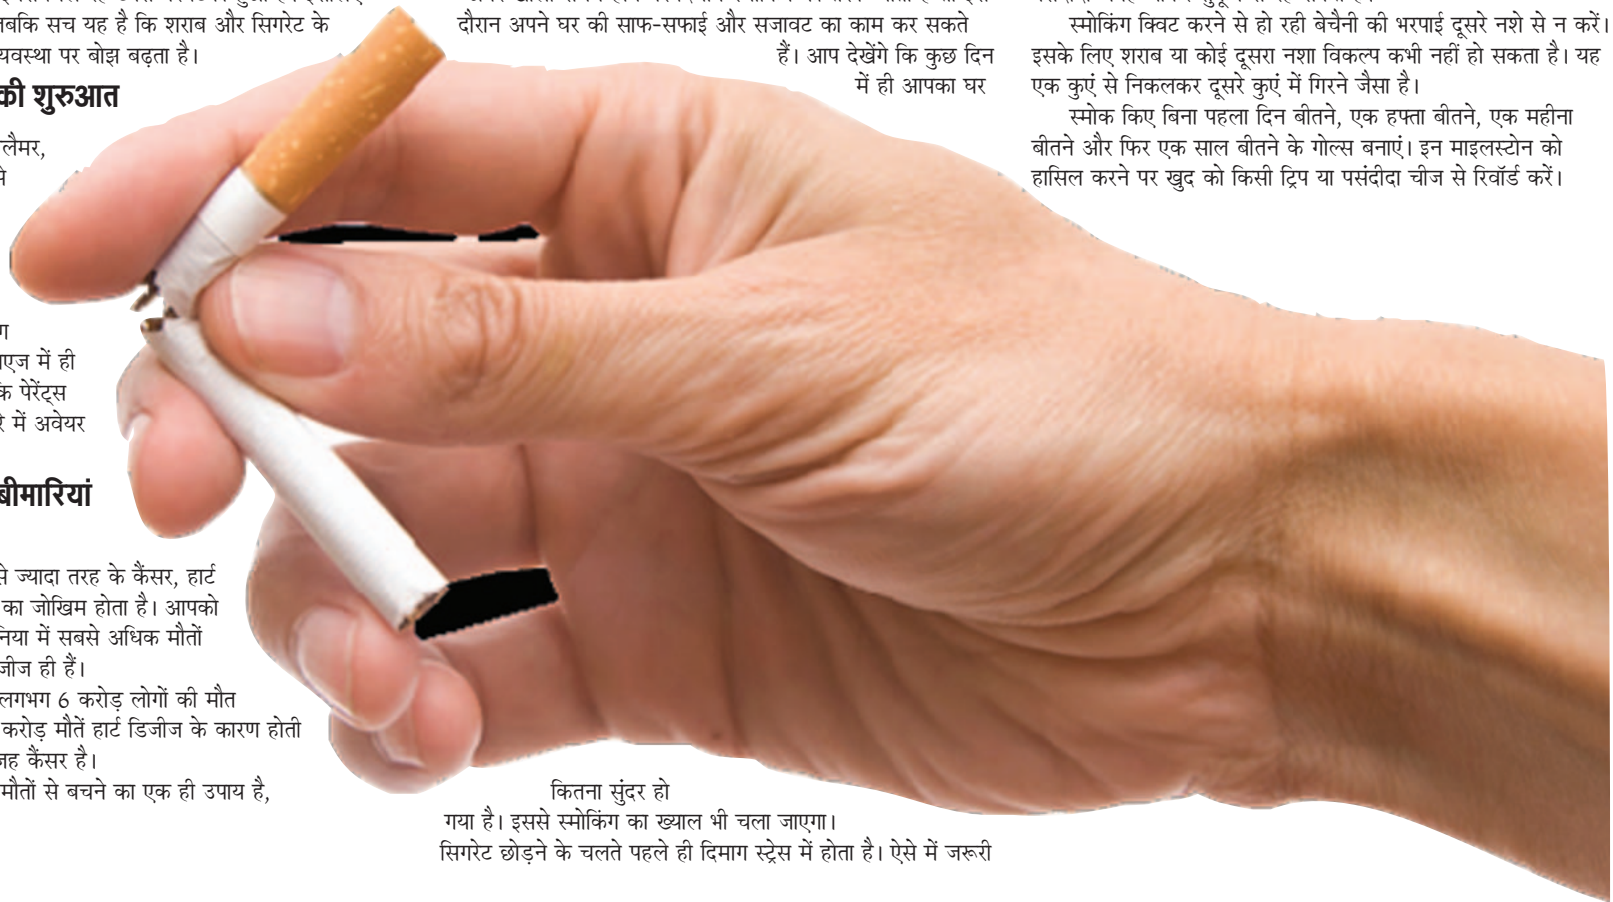 जबकि सच यह है कि शराब और सिगरेट के
व्यवस्था पर बोझ बढ़ता है।
की शुरुआत
लैमर,
से
ग
एज में ही
पेरेंट्स
में अवेयर
बीमारियां
से ज्यादा तरह के कैंसर, हार्ट
का जोखिम होता है। आपको
में सबसे अधिक मौतों
ही हैं।
लगभग 6 करोड़ लोगों की मौत
करोड़ मौतें हार्ट डिजीज के कारण होती
कैंसर है।
मौतों से बचने का एक ही उपाय है,
दौरान अपने घर की साफ-सफाई और सजावट का काम कर सकते
हैं। आप देखेंगे कि कुछ दिन
में ही आपका घर
कितना सुंदर हो
गया है। इससे स्मोकिंग का ख्याल भी चला जाएगा।
सिगरेट छोड़ने के चलते पहले ही दिमाग स्ट्रेस में होता है। ऐसे में जरूरी
स्मोकिंग क्विट करने से हो रही बेचैनी की भरपाई दूसरे नशे से न करें।
इसके लिए शराब या कोई दूसरा नशा विकल्प कभी नहीं हो सकता है। यह
एक कुएं से निकलकर दूसरे कुएं में गिरने जैसा है।
स्मोक किए बिना पहला दिन बीतने, एक हफ्ता बीतने, एक महीना
बीतने और फिर एक साल बीतने के गोल्स बनाएं। इन माइलस्टोन को
हासिल करने पर खुद को किसी ट्रिप या पसंदीदा चीज से रिवॉर्ड करें।